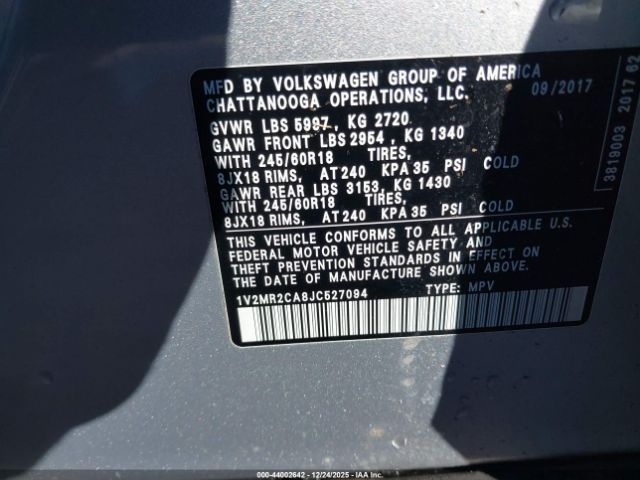 MFD BY VOLKSWAGEN GROUP OF AMERICA
CHATTANOOGA OPERATIONS, LLC. 09/2017
GVWR LBS 5997 , KG 2720
GAWR FRONT LBS 2954 , KG 1340
WITH 245/60R18 TIRES,
8JX18 RIMS, AT 240 KPA 35 PSI COLD
GAWR REAR LBS 3153, KG 1430
WITH 245/60R18 TIRES,
8JX18 RIMS, AT 240 KPA 35 PSI COLD
THIS VEHICLE CONFORMS TO ALL APPLICABLE U.S.
FEDERAL MOTOR VEHICLE SAFETY AND
THEFT PREVENTION STANDARDS IN EFFECT ON
THE DATE OF MANUFACTURE SHOWN ABOVE.
1V2MR2CA8JC527094 TYPE: MPV
3819003 2017 62
000-44002642 - 12/24/2025 - IAA Inc.